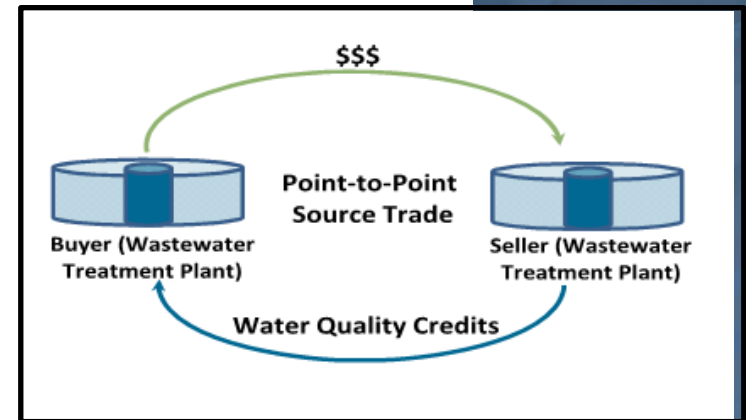 $$$
Point-to-Point
Source Trade
Buyer (Wastewater
Treatment Plant)
Seller (Wastewater
Treatment Plant)
Water Quality Credits